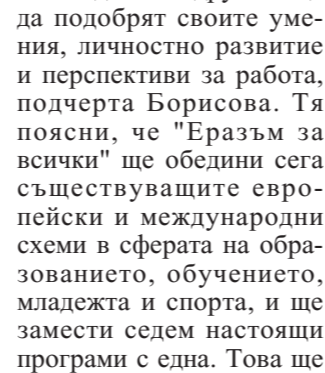 да подобрят своите уме-
ния, личностно развитие
и перспективи за работа,
подчерта Борисова. Тя
поясни, че "Еразъм за
всички" ще обедини сега
съществуващите евро-
пейски и международни
схеми в сферата на обра-
зованието, обучението,
младежта и спорта, и ще
замести седем настоящи
програми с една. Това ще